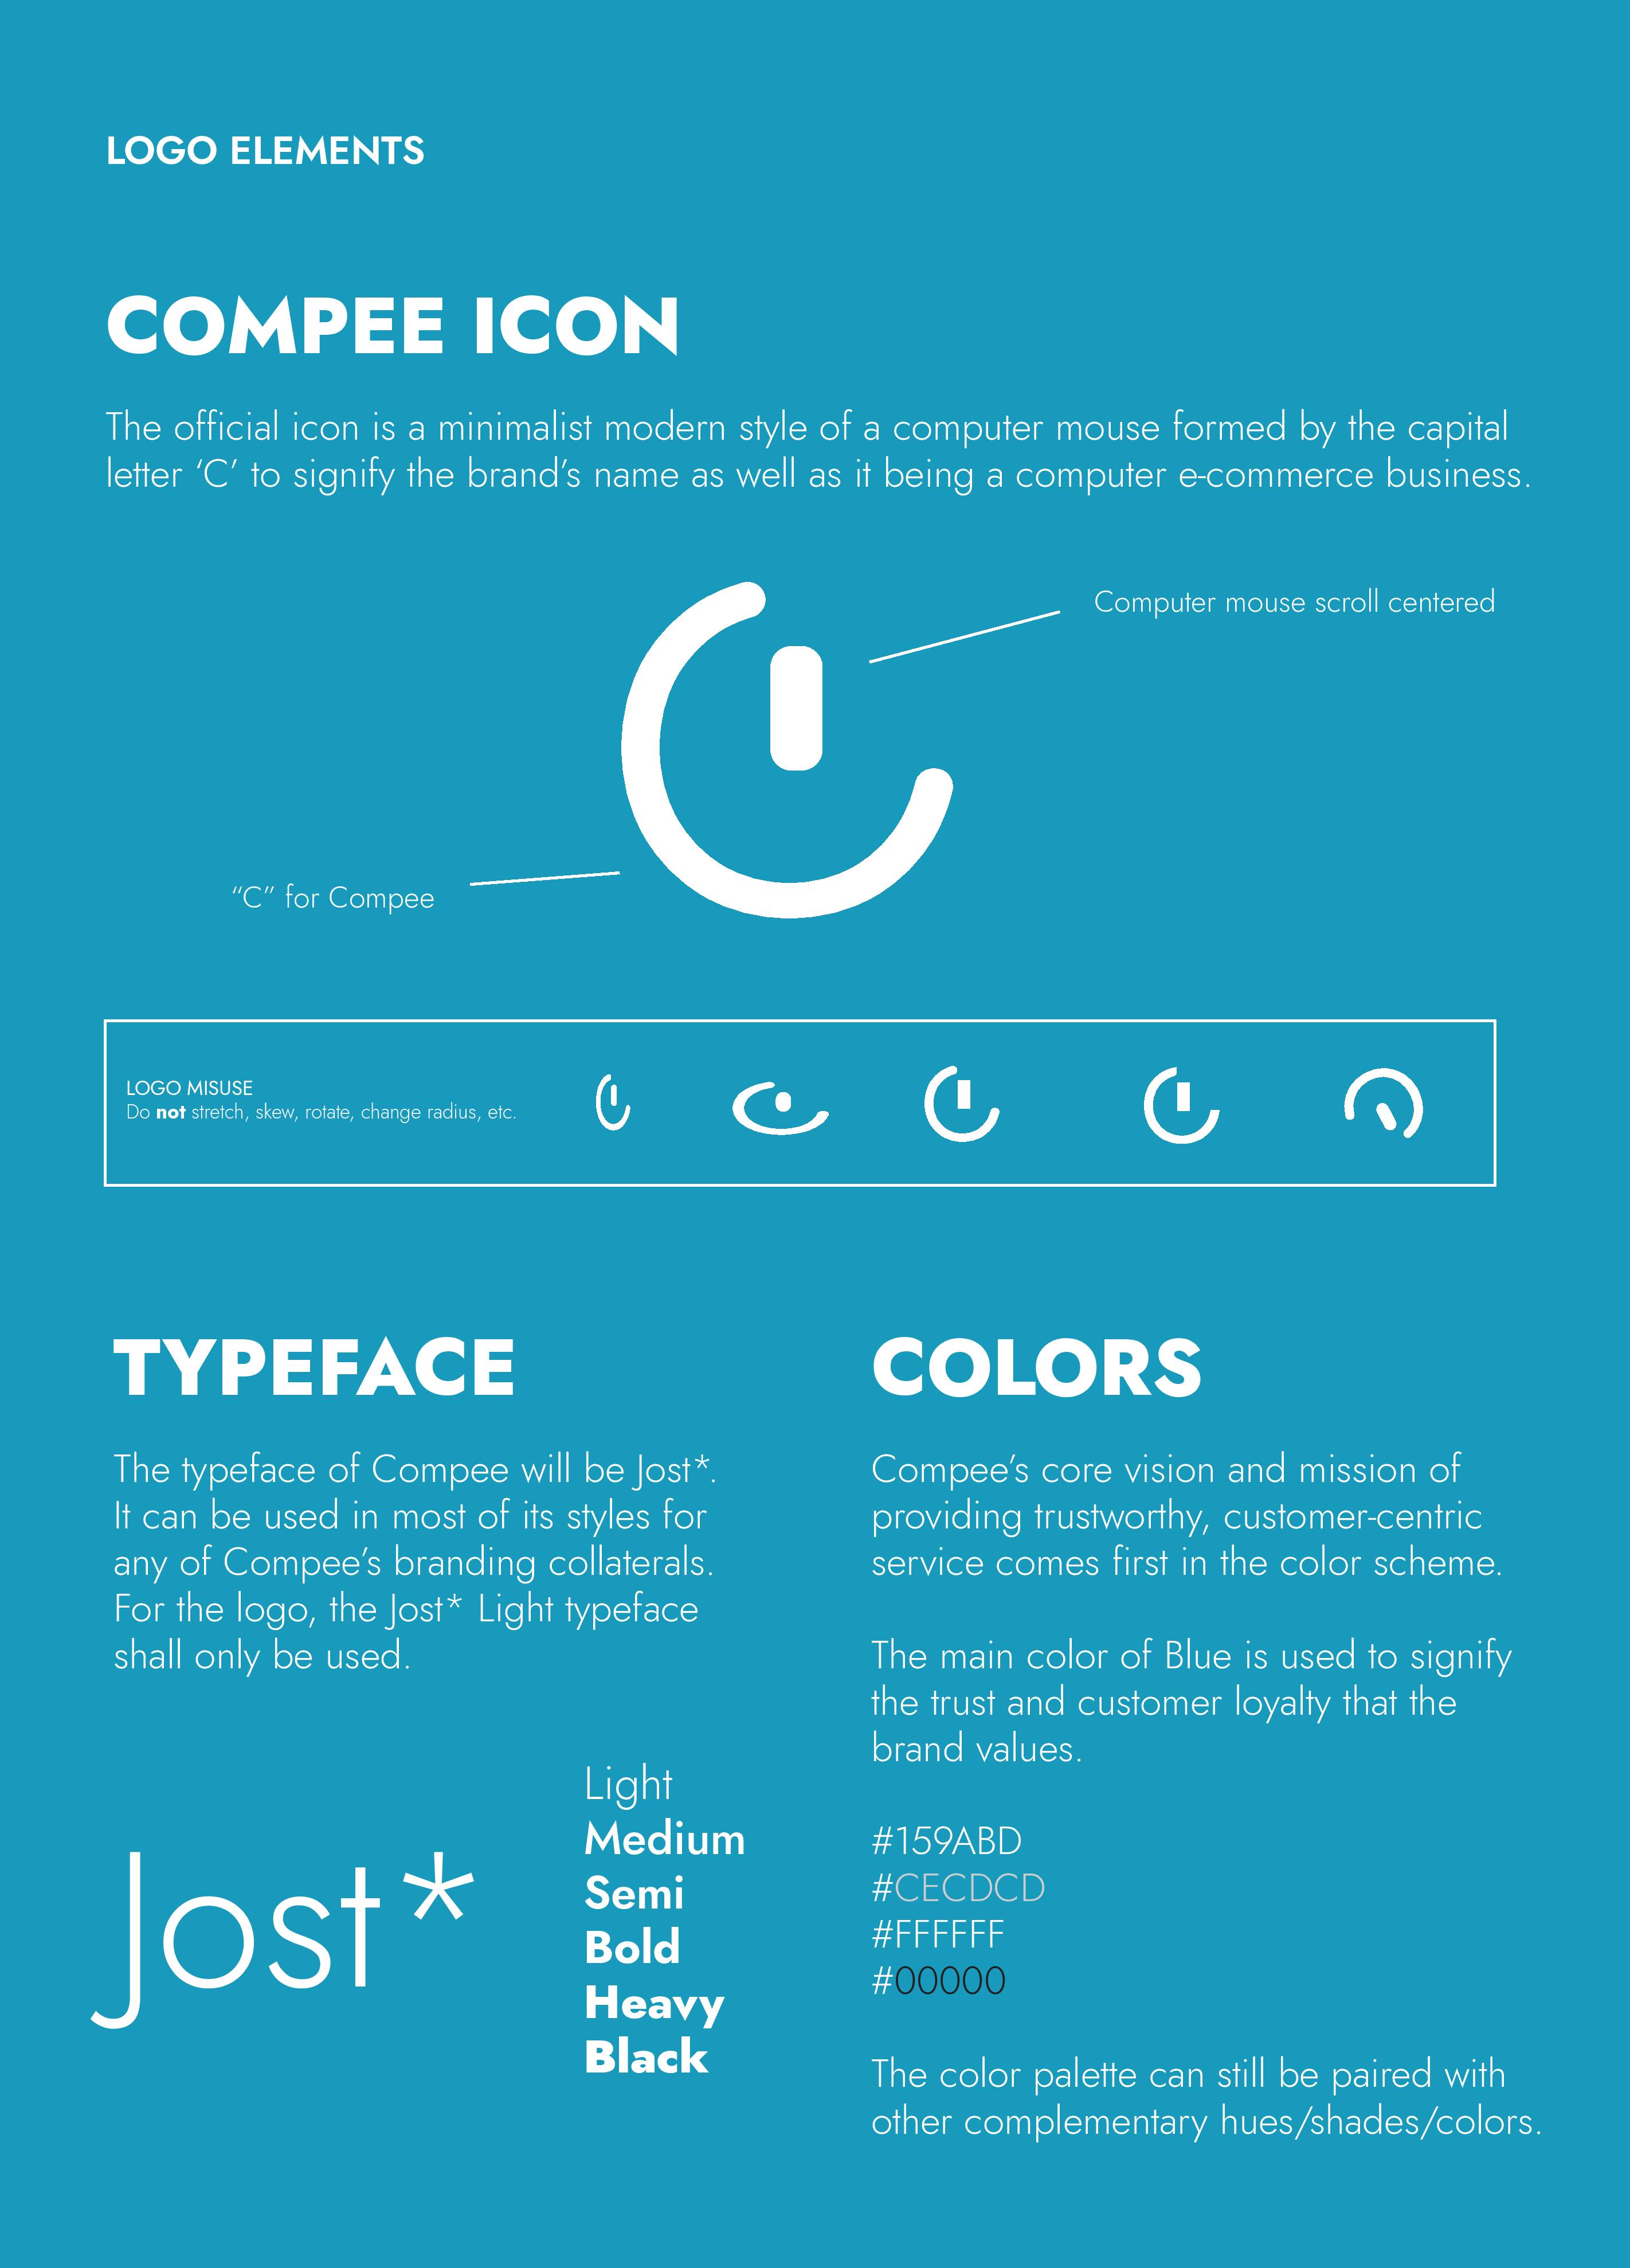 LOGO ELEMENTS
COMPEE ICON
The official icon is a minimalist modern style of a computer mouse formed by the capital
letter ‘C’ to signify the brand’s name as well as it being a computer e-commerce business.
Computer mouse scroll centered
“C” for Compee
LOGO MISUSE
Do not stretch, skew, rotate, change radius, etc.
TYPEFACE
The typeface of Compee will be Jost*.
It can be used in most of its styles for
any of Compee’s branding collaterals.
For the logo, the Jost* Light typeface
shall only be used.
Jost*
Light
Medium
Semi
Bold
Heavy
Black
COLORS
Compee’s core vision and mission of
providing trustworthy, customer-centric
service comes first in the color scheme.
The main color of Blue is used to signify
the trust and customer loyalty that the
brand values.
#159ABD
#CECDCD
#FFFFFF
#00000
The color palette can still be paired with
other complementary hues/shades/colors.